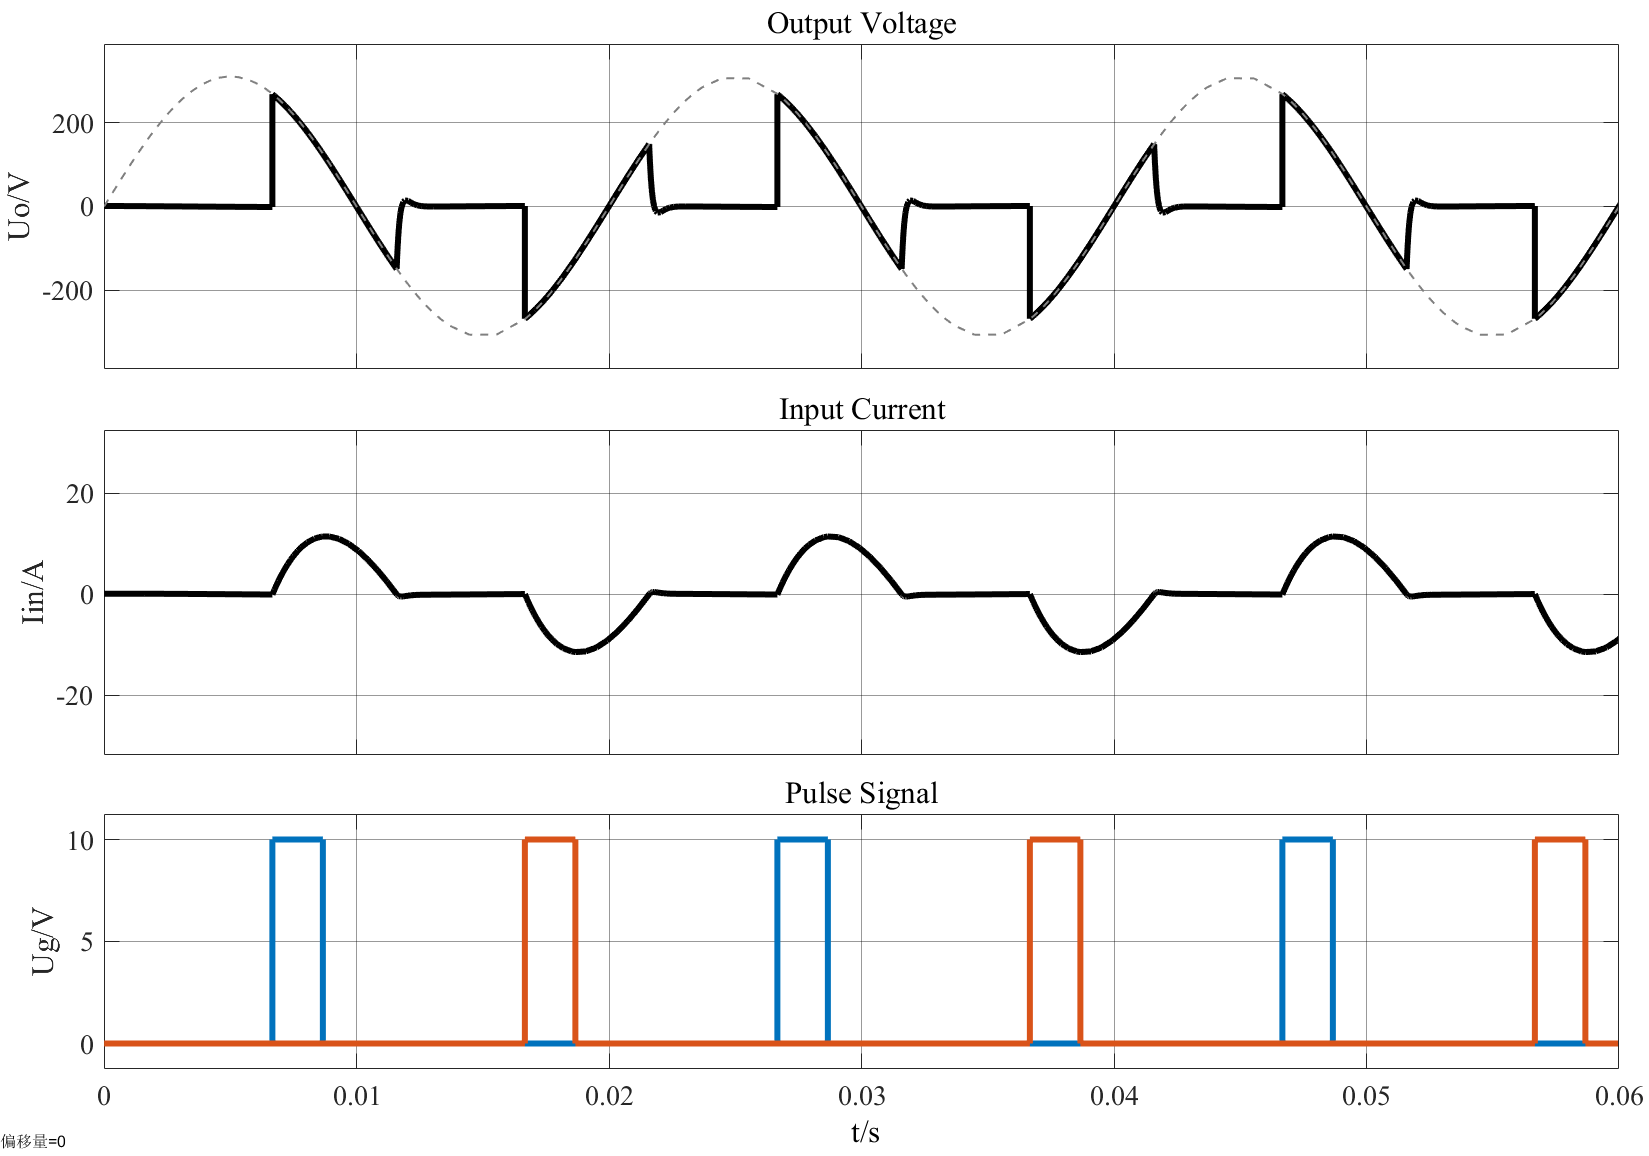 Output Voltage
200
0
-200
Uo/V
Input Current
20
0
-20
Iin/A
Pulse Signal
10
5
0
Ug/V
0 0.01 0.02 0.03 0.04 0.05 0.06
t/s
偏移量=0